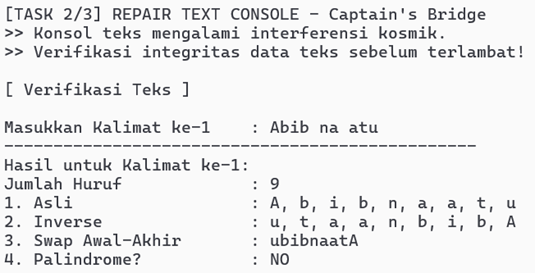 [TASK 2/3] REPAIR TEXT CONSOLE - Captain's Bridge
>> Konsol teks mengalami interferensi kosmik.
>> Verifikasi integritas data teks sebelum terlambat!
[ Verifikasi Teks ]
Masukkan Kalimat ke-1 : Abib na atu
------------------------------------------------
Hasil untuk Kalimat ke-1:
Jumlah Huruf : 9
1. Asli : A, b, i, b, n, a, a, t, u
2. Inverse : u, t, a, a, n, b, i, b, A
3. Swap Awal-Akhir : ubibnaatA
4. Palindrome? : NO